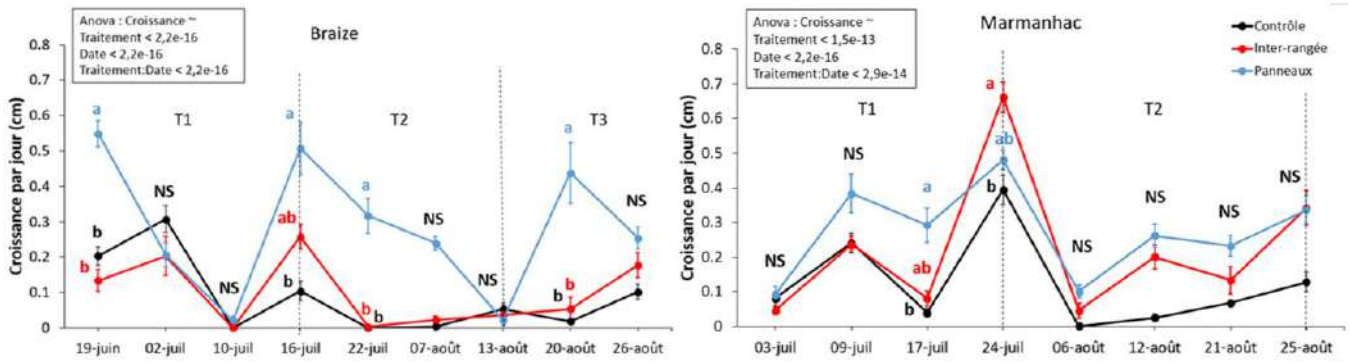 Anova : Croissance ~
Traitement < 2,2e-16
Date < 2,2e-16
Traitement:Date < 2,2e-16
Braize
T1
T2
T3
Croissance par jour (cm)
0.8
0.7
0.6
0.5
0.4
0.3
0.2
0.1
0
a
b
b
NS
NS
a
ab
b
a
b
b
NS
NS
a
b
b
NS
19-juin
02-juil
10-juil
16-juil
22-juil
07-août
13-août
20-août
26-août
Anova : Croissance ~
Traitement < 1,5e-13
Date < 2,2e-16
Traitement:Date < 2,9e-14
Marmanhac
Contrôle
Inter-rangée
Panneaux
T1
T2
Croissance par jour (cm)
0.8
0.7
0.6
0.5
0.4
0.3
0.2
0.1
0
NS
NS
a
ab
b
a
ab
b
NS
NS
NS
NS
03-juil
09-juil
17-juil
24-juil
06-août
12-août
21-août
25-août